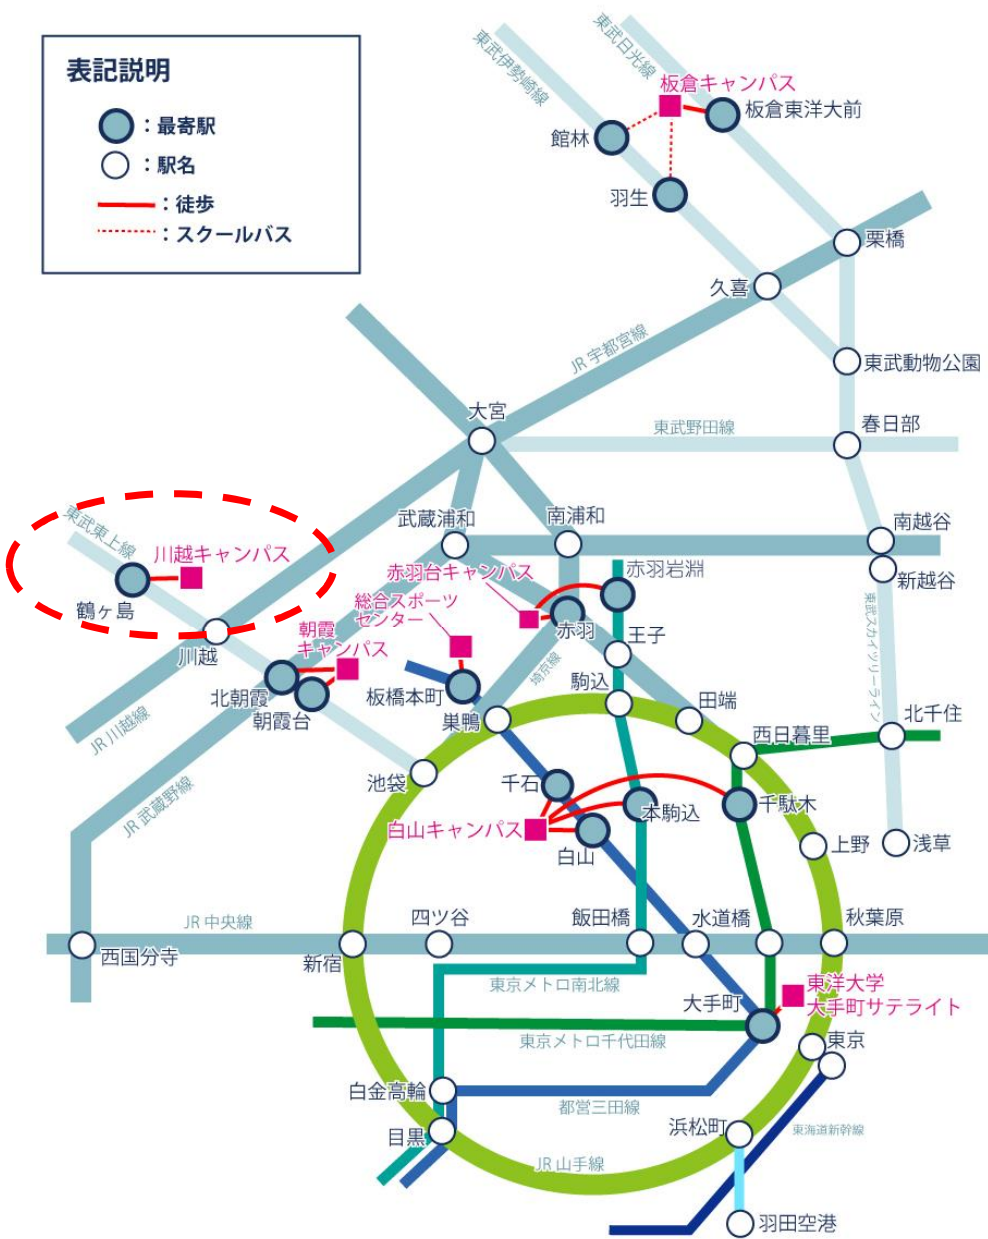 表記説明
：最寄駅
：駅名
：徒歩
：スクールバス
東武伊勢崎線
東武日光線
板倉キャンパス
板倉東洋大前
館林
羽生
栗橋
久喜
JR 宇都宮線
東武動物公園
大宮
東武野田線
春日部
武蔵浦和
南浦和
南越谷
新越谷
東武東上線
川越キャンパス
鶴ヶ島
川越
赤羽台キャンパス
赤羽岩淵
赤羽
総合スポーツ
センター
朝霞
キャンパス
北朝霞
朝霞台
板橋本町
埼京線
王子
東武スカイツリーライン
JR 川越線
JR 武蔵野線
巣鴨
駒込
田端
西日暮里
北千住
池袋
千石
本駒込
千駄木
白山キャンパス
白山
上野
浅草
JR 中央線
西国分寺
新宿
四ツ谷
飯田橋
水道橋
秋葉原
東京メトロ南北線
大手町
東洋大学
大手町サテライト
東京メトロ千代田線
東京
白金高輪
都営三田線
目黒
浜松町
東海道新幹線
JR 山手線
羽田空港